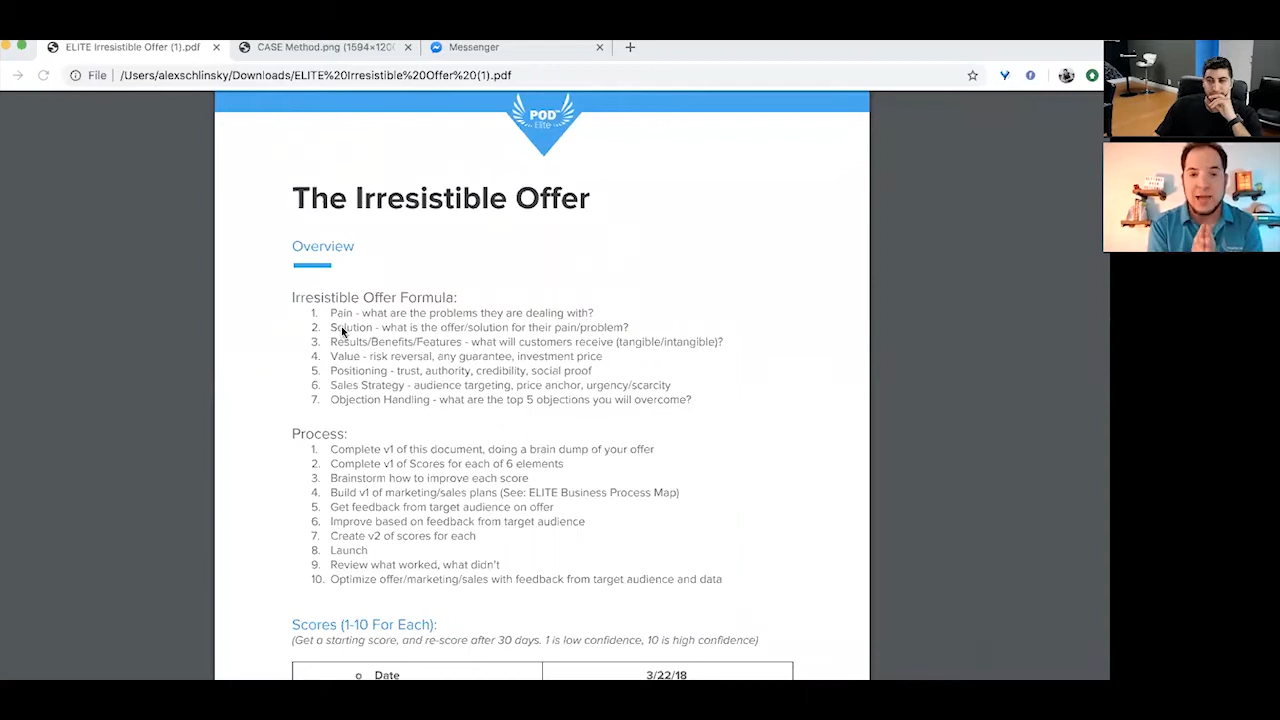 ELITE Irresistible Offer (1).pdf
CASE Method.png (1594×120
Messenger
File /Users/alexschlinsky/Downloads/ELITE%20Irresistible%20Offer%20(1).pdf
POD™
Elite
The Irresistible Offer
Overview
Irresistible Offer Formula:
1. Pain - what are the problems they are dealing with?
2. Solution - what is the offer/solution for their pain/problem?
3. Results/Benefits/Features - what will customers receive (tangible/intangible)?
4. Value - risk reversal, any guarantee, investment price
5. Positioning - trust, authority, credibility, social proof
6. Sales Strategy - audience targeting, price anchor, urgency/scarcity
7. Objection Handling - what are the top 5 objections you will overcome?
Process:
1. Complete v1 of this document, doing a brain dump of your offer
2. Complete v1 of Scores for each of 6 elements
3. Brainstorm how to improve each score
4. Build v1 of marketing/sales plans (See: ELITE Business Process Map)
5. Get feedback from target audience on offer
6. Improve based on feedback from target audience
7. Create v2 of scores for each
8. Launch
9. Review what worked, what didn't
10. Optimize offer/marketing/sales with feedback from target audience and data
Scores (1-10 For Each):
(Get a starting score, and re-score after 30 days. 1 is low confidence, 10 is high confidence)
Date 3/22/18